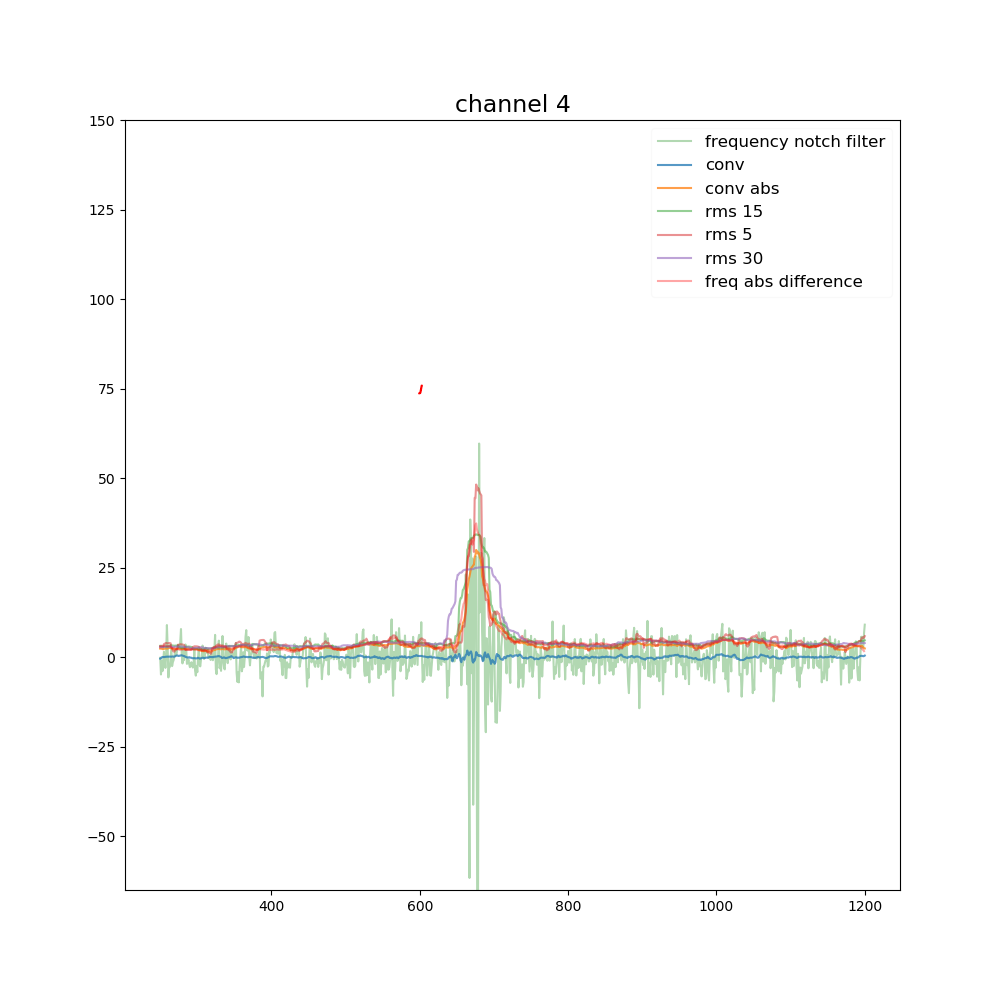 channel 4
150
125
100
75
50
25
0
−25
−50
400 600 800 1000 1200
frequency notch filter
conv
conv abs
rms 15
rms 5
rms 30
freq abs difference